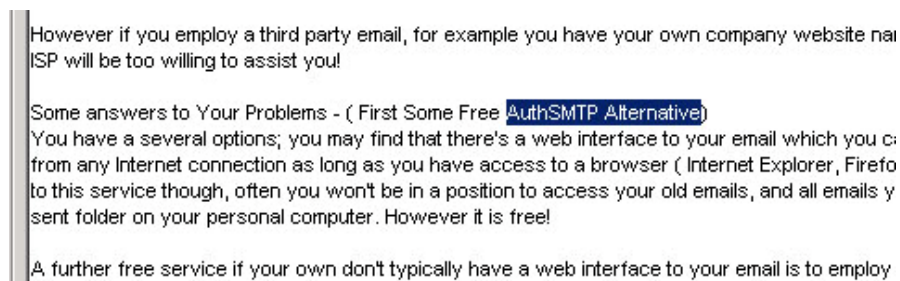 However if you employ a third party email, for example you have your own company website
ISP will be too willing to assist you!
Some answers to Your Problems - ( First Some Free AuthSMTP Alternative)
You have a several options; you may find that there's a web interface to your email which you
from any Internet connection as long as you have access to a browser ( Internet Explorer,
to this service though, often you won't be in a position to access your old emails, and all emails
sent folder on your personal computer. However it is free!
A further free service if your own don't typically have a web interface to your email is to employ